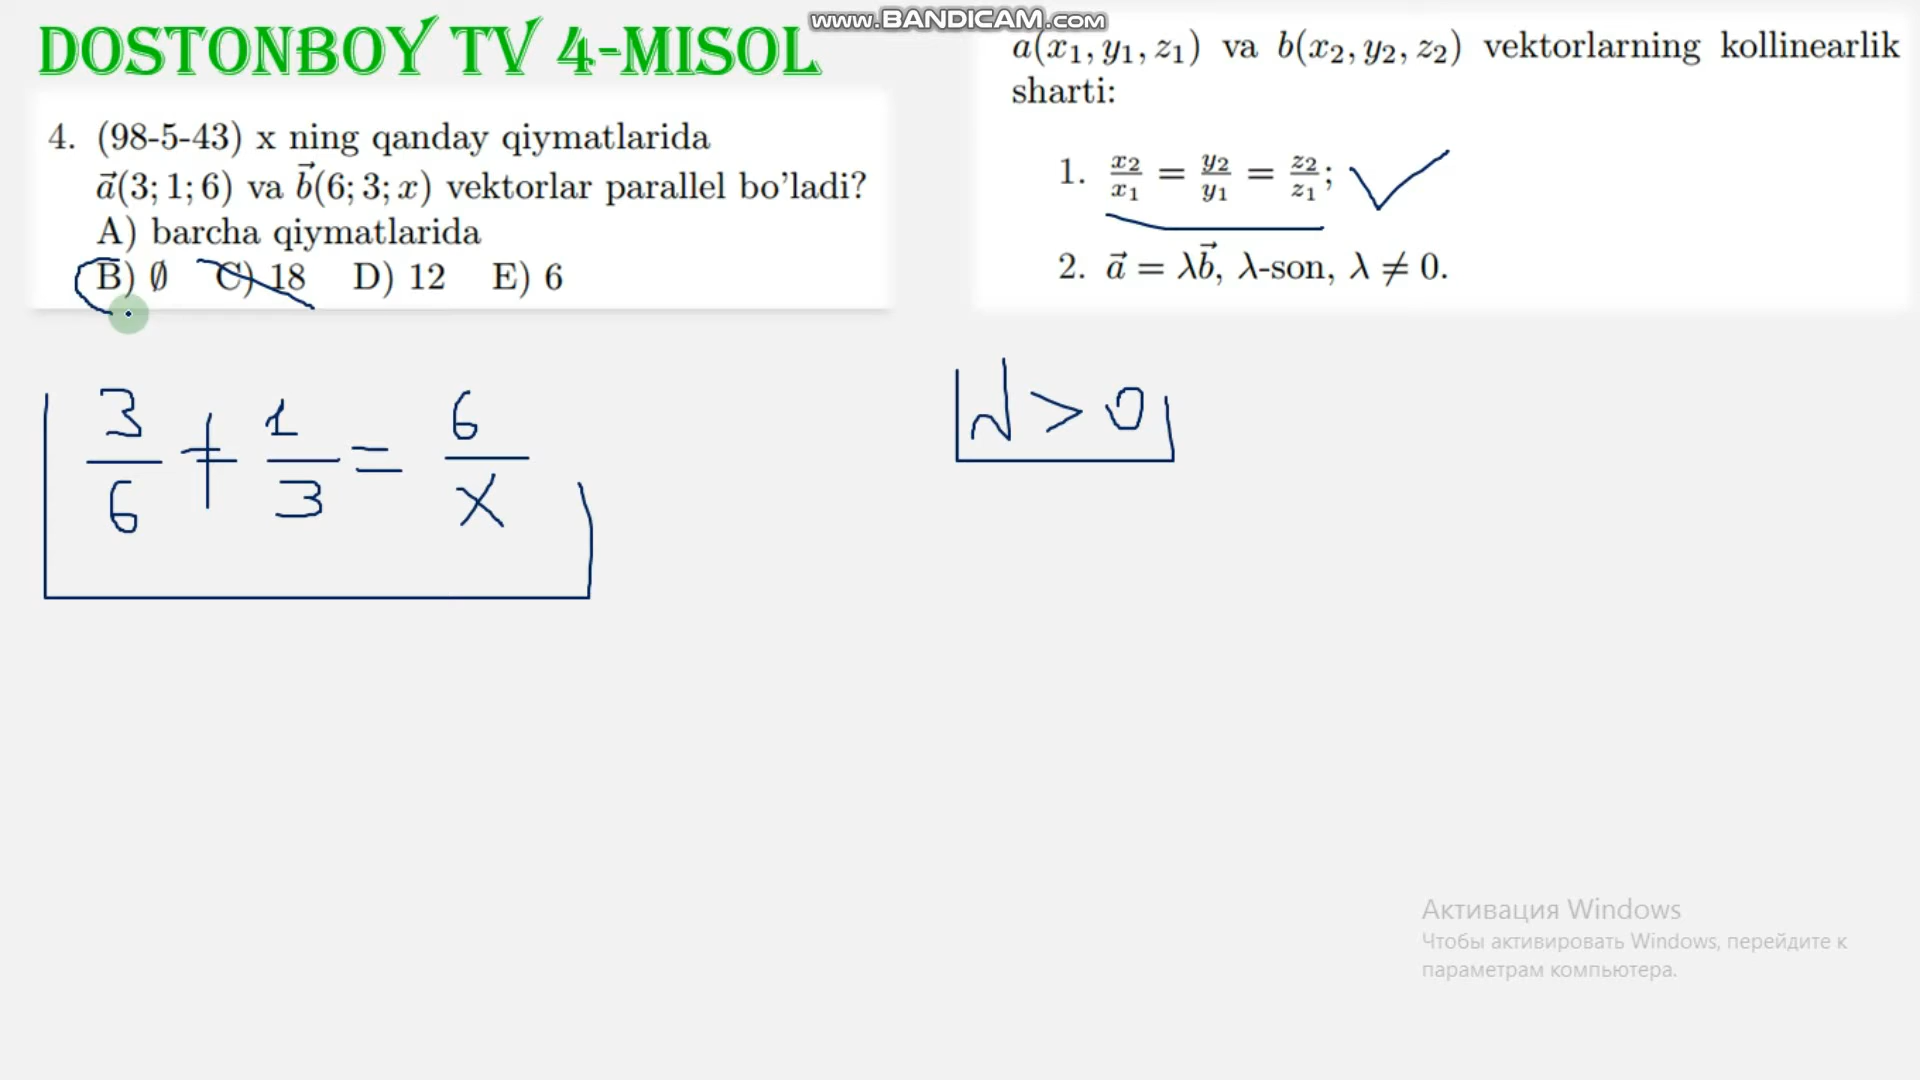 www.BANDICAM.com
DOSTONBOY TV 4-MISOL
4. (98-5-43) x ning qanday qiymatlarida
a⃗(3; 1; 6) va b⃗(6; 3; x) vektorlar parallel bo'ladi?
A) barcha qiymatlarida
B) ∅ C) 18 D) 12 E) 6
a(x₁, y₁, z₁) va b(x₂, y₂, z₂) vektorlarning kollinearlik
sharti:
1. x₂/x₁ = y₂/y₁ = z₂/z₁;
2. a⃗ = λb⃗, λ-son, λ ≠ 0.
3/6 ≠ 1/3 = 6/x
> 0
Активация Windows
Чтобы активировать Windows, перейдите к
параметрам компьютера.